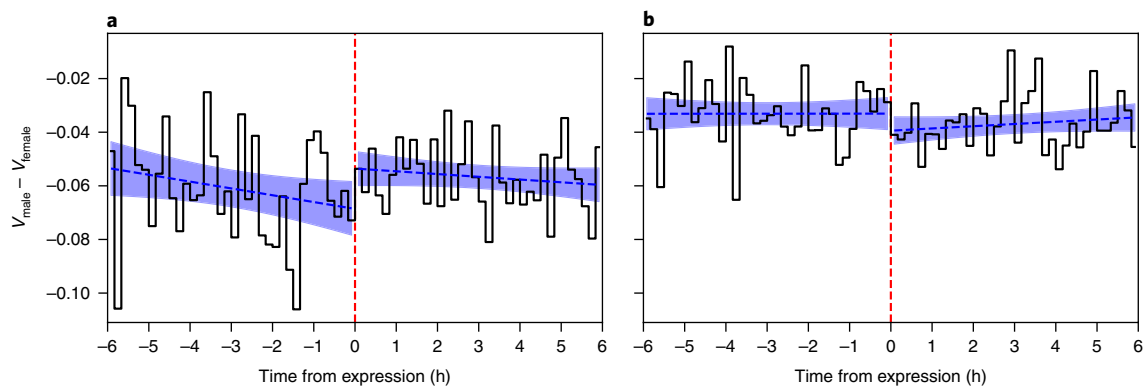 a
b
V male − V female
−0.02
−0.04
−0.06
−0.08
−0.10
−6 −5 −4 −3 −2 −1 0 1 2 3 4 5 6
−6 −5 −4 −3 −2 −1 0 1 2 3 4 5 6
Time from expression (h)
Time from expression (h)